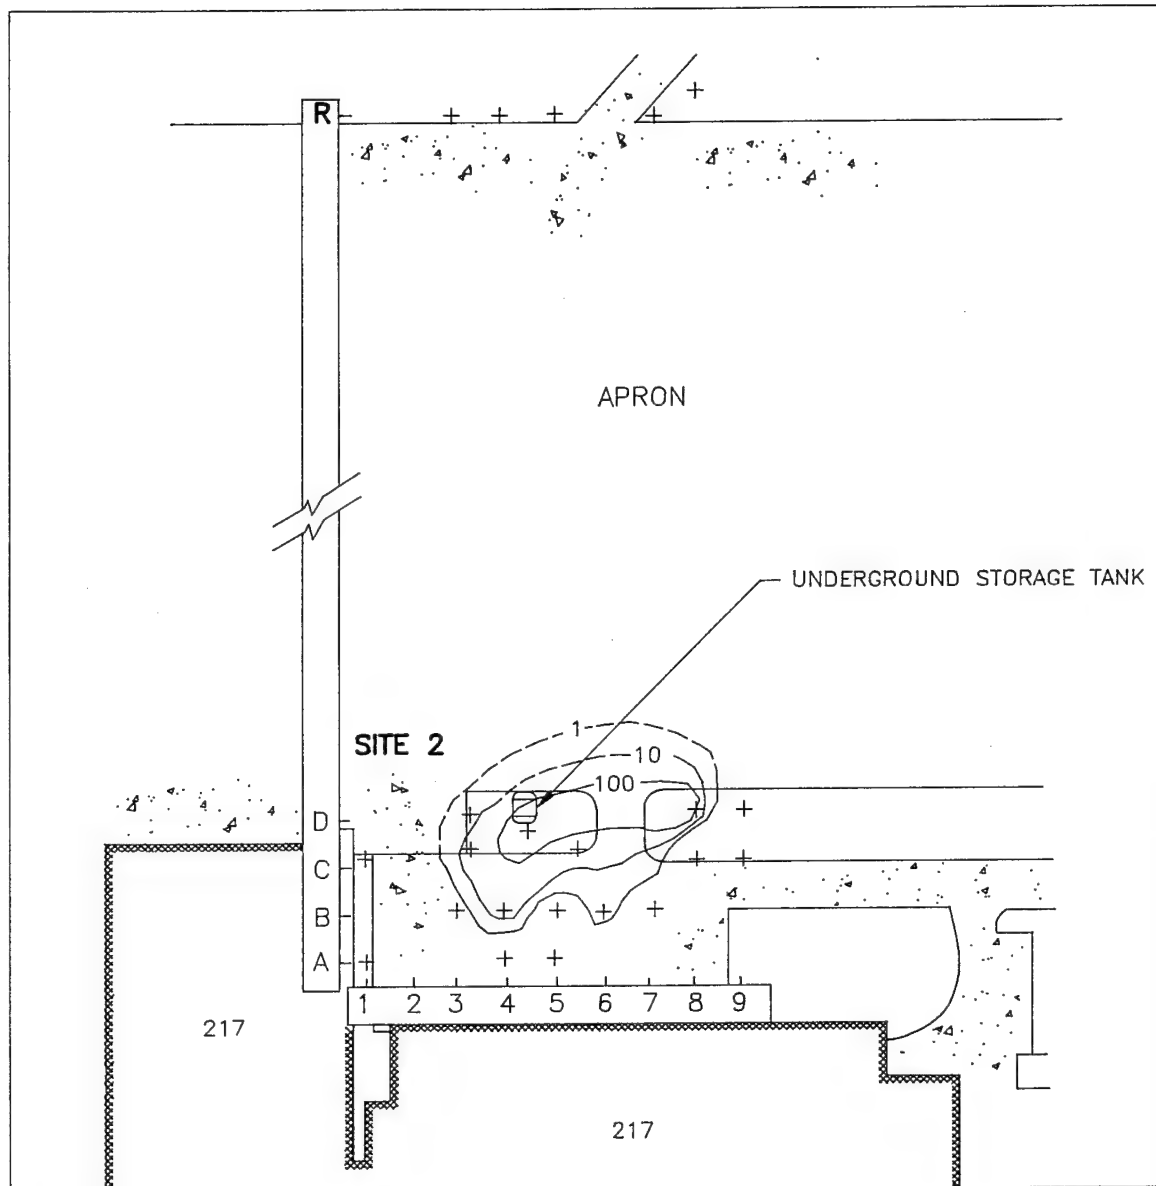 R
APRON
UNDERGROUND STORAGE TANK
SITE 2
1
10
100
D
C
B
A
1 2 3 4 5 6 7 8 9
217
217